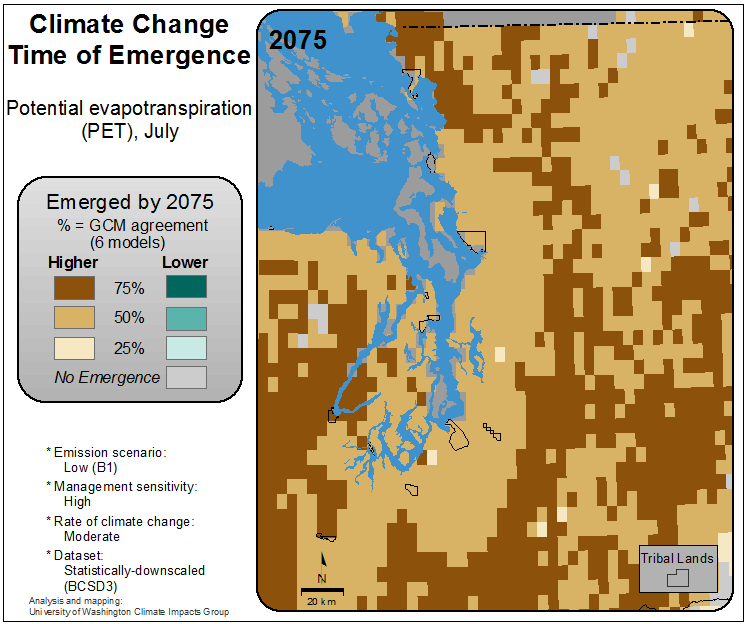 Climate Change
Time of Emergence
Potential evapotranspiration
(PET), July
Emerged by 2075
% = GCM agreement
(6 models)
Higher Lower
75%
50%
25%
No Emergence
* Emission scenario:
Low (B1)
* Management sensitivity:
High
* Rate of climate change:
Moderate
* Dataset:
Statistically-downscaled
(BCSD3)
Analysis and mapping:
University of Washington Climate Impacts Group
2075
N
20 km
Tribal Lands